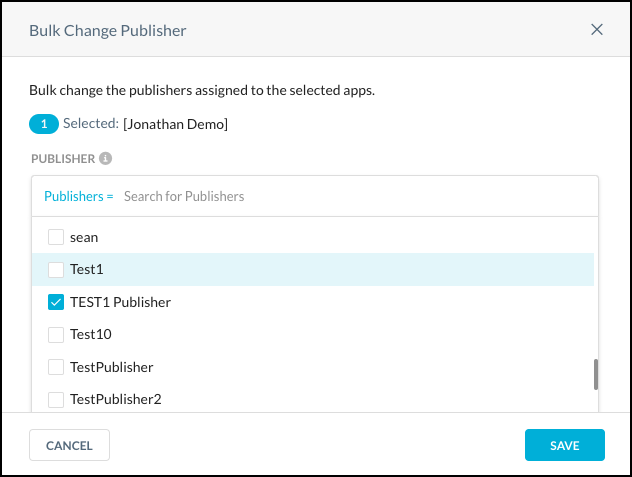 Bulk Change Publisher
Bulk change the publishers assigned to the selected apps.
1 Selected: [Jonathan Demo]
PUBLISHER i
Publishers = Search for Publishers
sean
Test1
TEST1 Publisher
Test10
TestPublisher
TestPublisher2
CANCEL SAVE